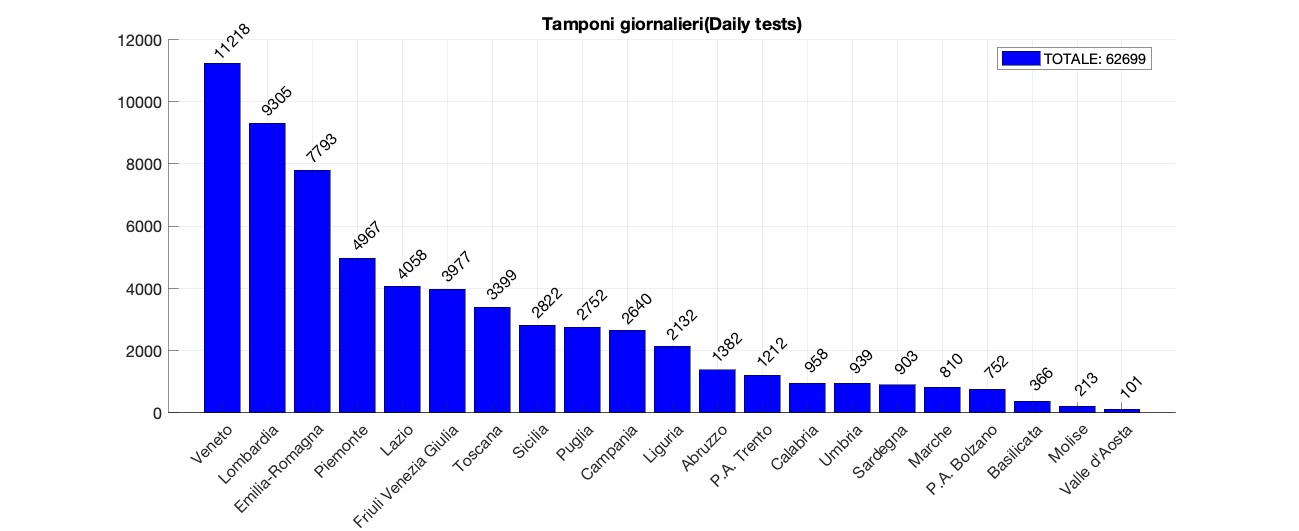 Tamponi giornalieri(Daily tests)
TOTALE: 62699
12000
10000
8000
6000
4000
2000
0
11218
9305
7793
4967
4058
3977
3399
2822
2752
2640
2132
1382
1212
958
939
903
810
752
366
213
101
Veneto
Lombardia
Emilia-Romagna
Piemonte
Lazio
Friuli Venezia Giulia
Toscana
Sicilia
Puglia
Campania
Liguria
Abruzzo
P.A. Trento
Calabria
Umbria
Sardegna
Marche
P.A. Bolzano
Basilicata
Molise
Valle d'Aosta